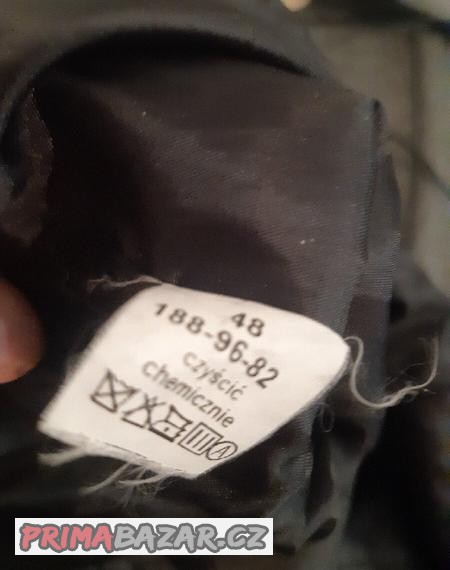 48
188-96-82
czyścić
chemicznie
A
PRIMABAZAR.CZ